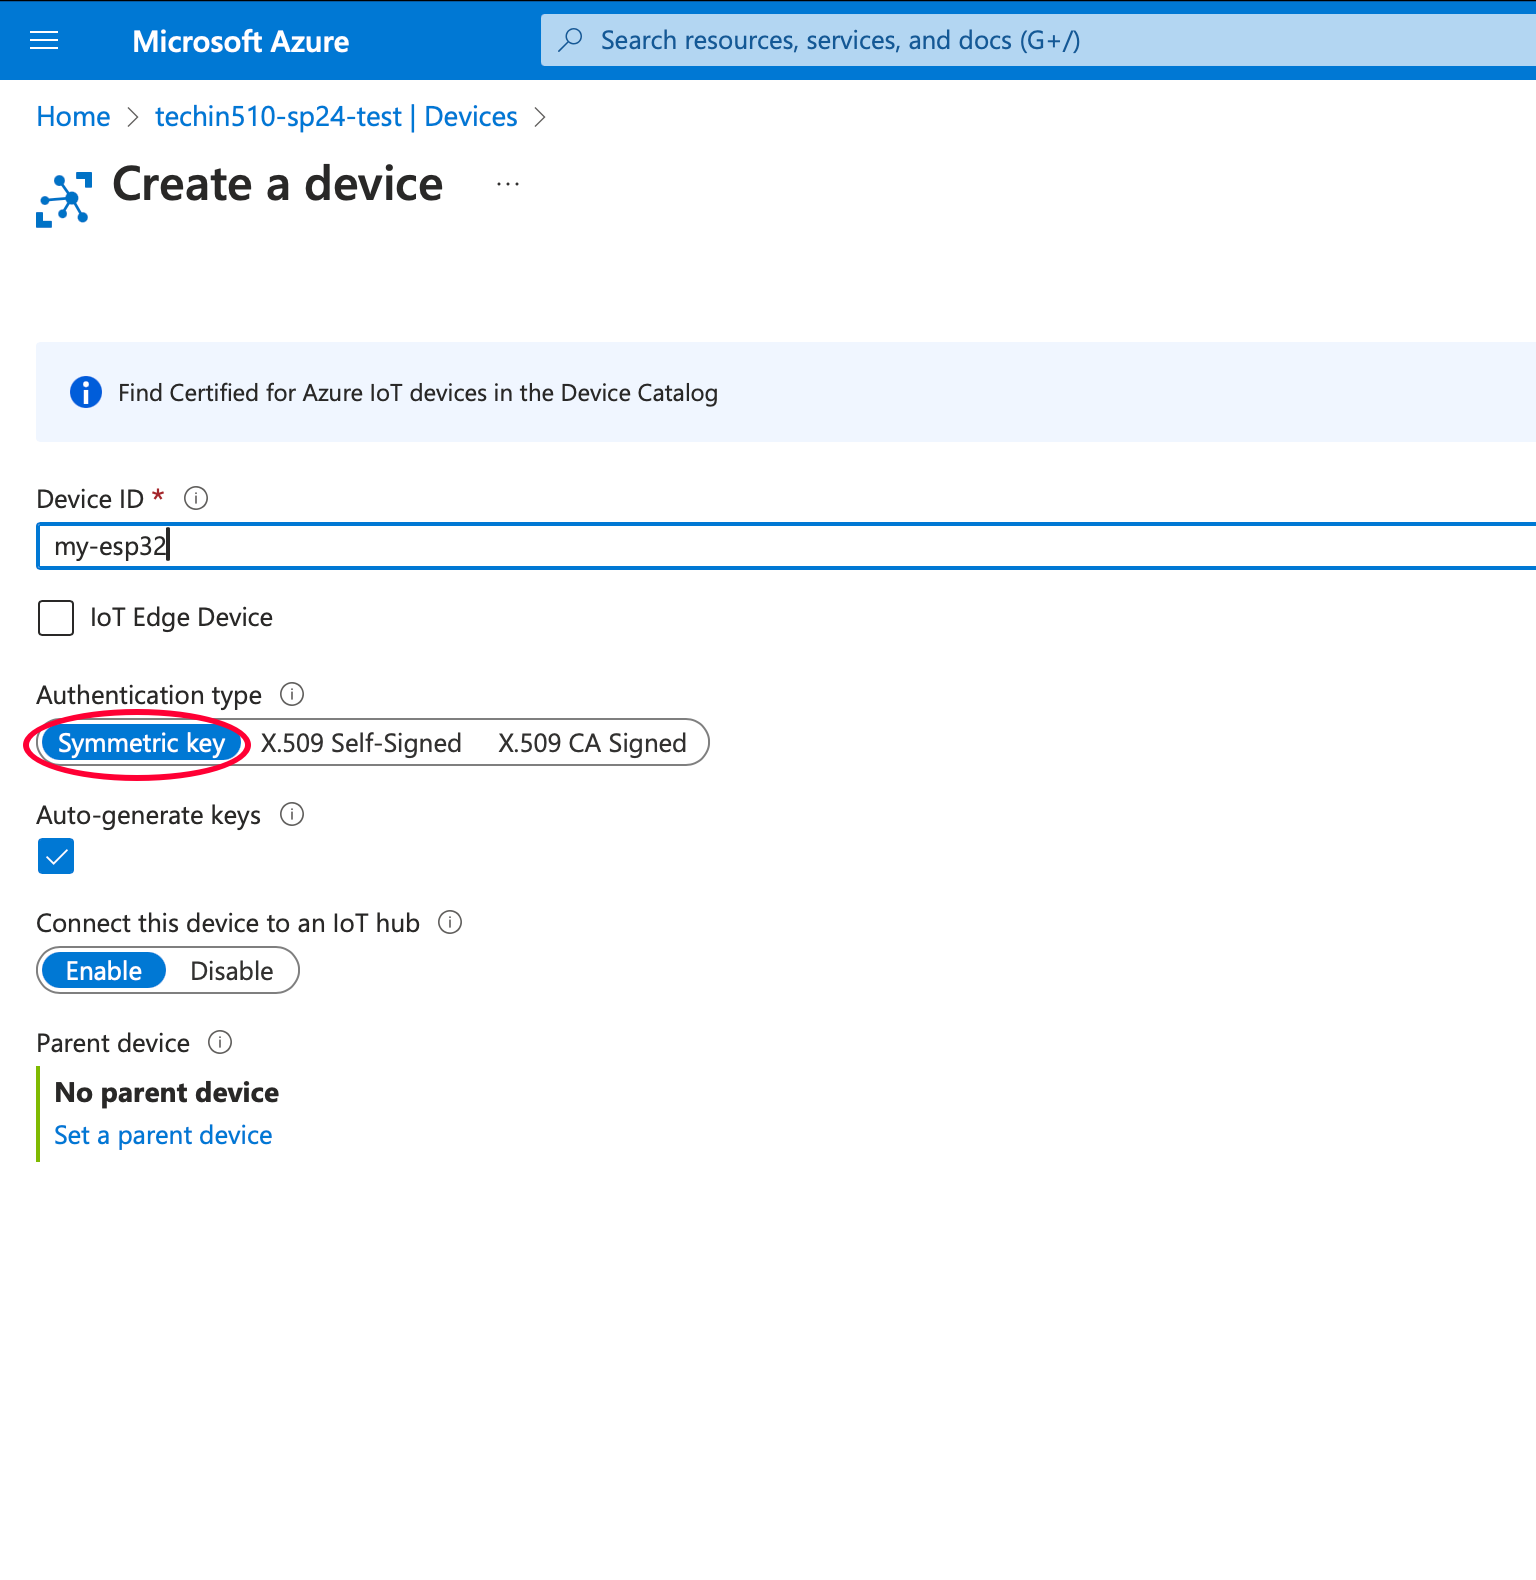 Microsoft Azure
Search resources, services, and docs (G+/)
Home > techin510-sp24-test | Devices >
Create a device ...
Find Certified for Azure IoT devices in the Device Catalog
Device ID *
my-esp32
IoT Edge Device
Authentication type
Symmetric key X.509 Self-Signed X.509 CA Signed
Auto-generate keys
Connect this device to an IoT hub
Enable Disable
Parent device
No parent device
Set a parent device